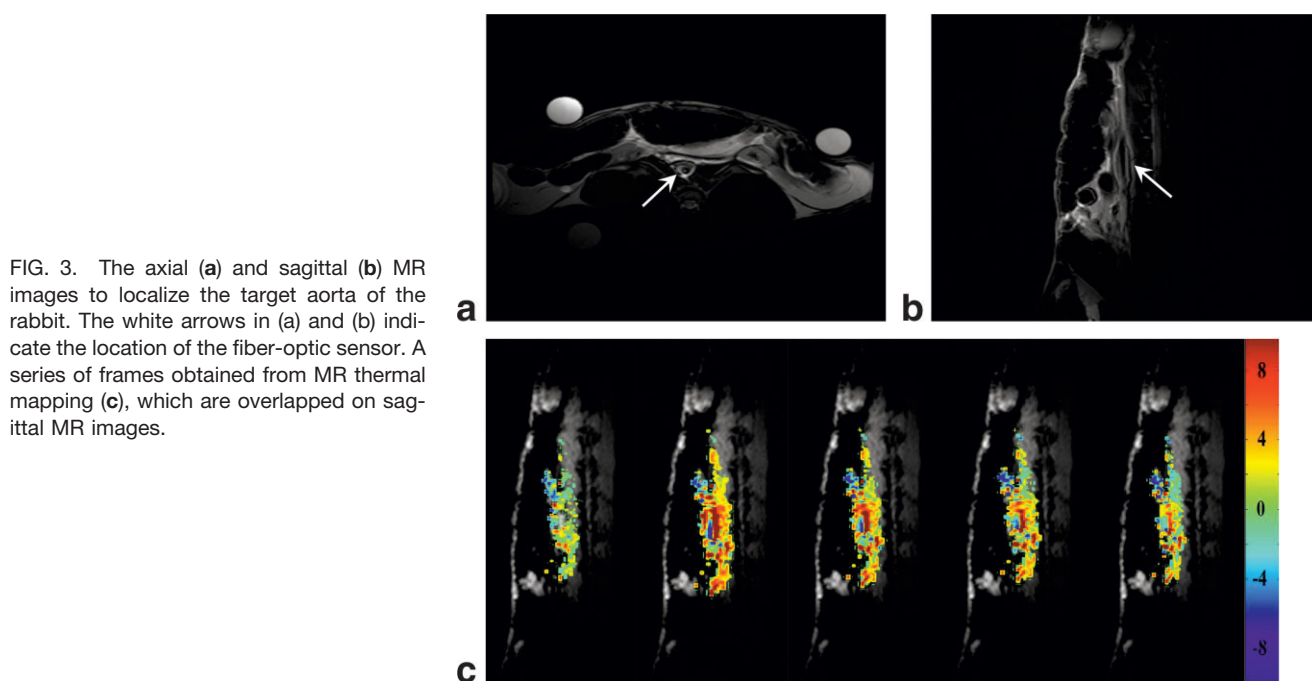 FIG. 3. The axial (a) and sagittal (b) MR
images to localize the target aorta of the
rabbit. The white arrows in (a) and (b) indi-
cate the location of the fiber-optic sensor. A
series of frames obtained from MR thermal
mapping (c), which are overlapped on sag-
ittal MR images.
a
b
c
8
4
0
-4
-8